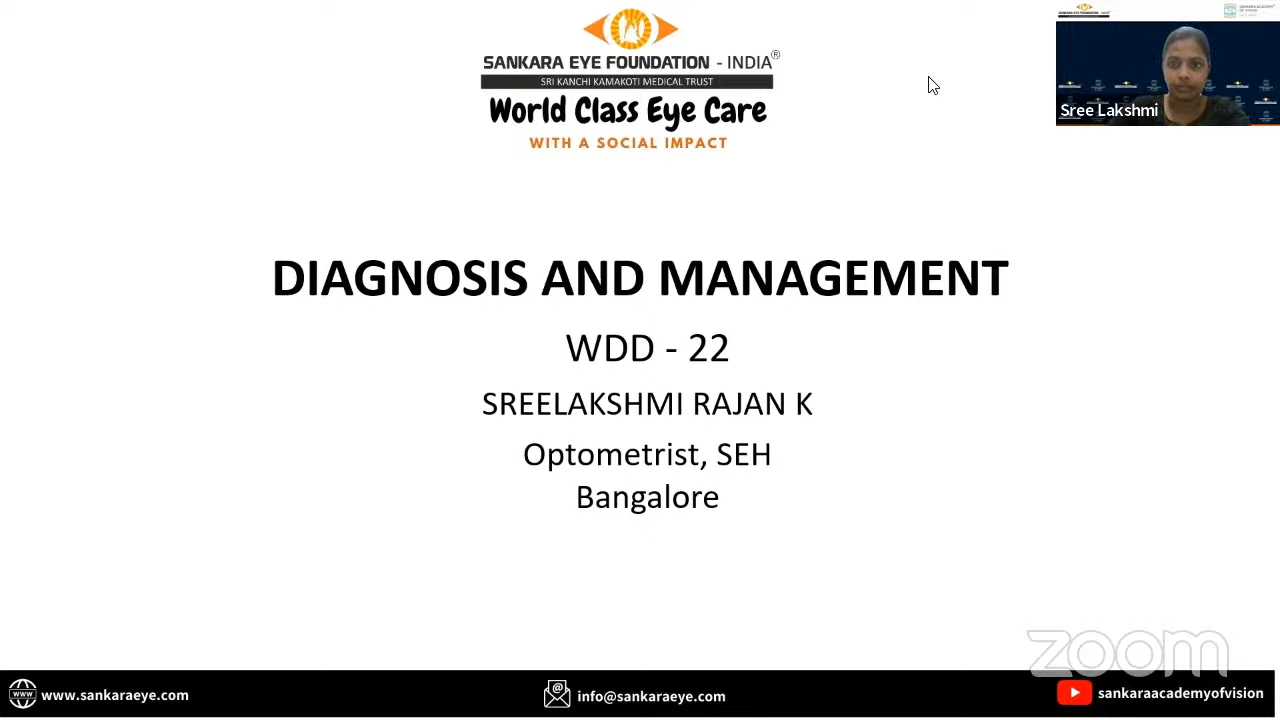 SANKARA EYE FOUNDATION - INDIA®
SRI KANCHI KAMAKOTI MEDICAL TRUST
World Class Eye Care
WITH A SOCIAL IMPACT
Sree Lakshmi
DIAGNOSIS AND MANAGEMENT
WDD - 22
SREELAKSHMI RAJAN K
Optometrist, SEH
Bangalore
zoom
www.sankaraeye.com
info@sankaraeye.com
sankaraacademyofvision